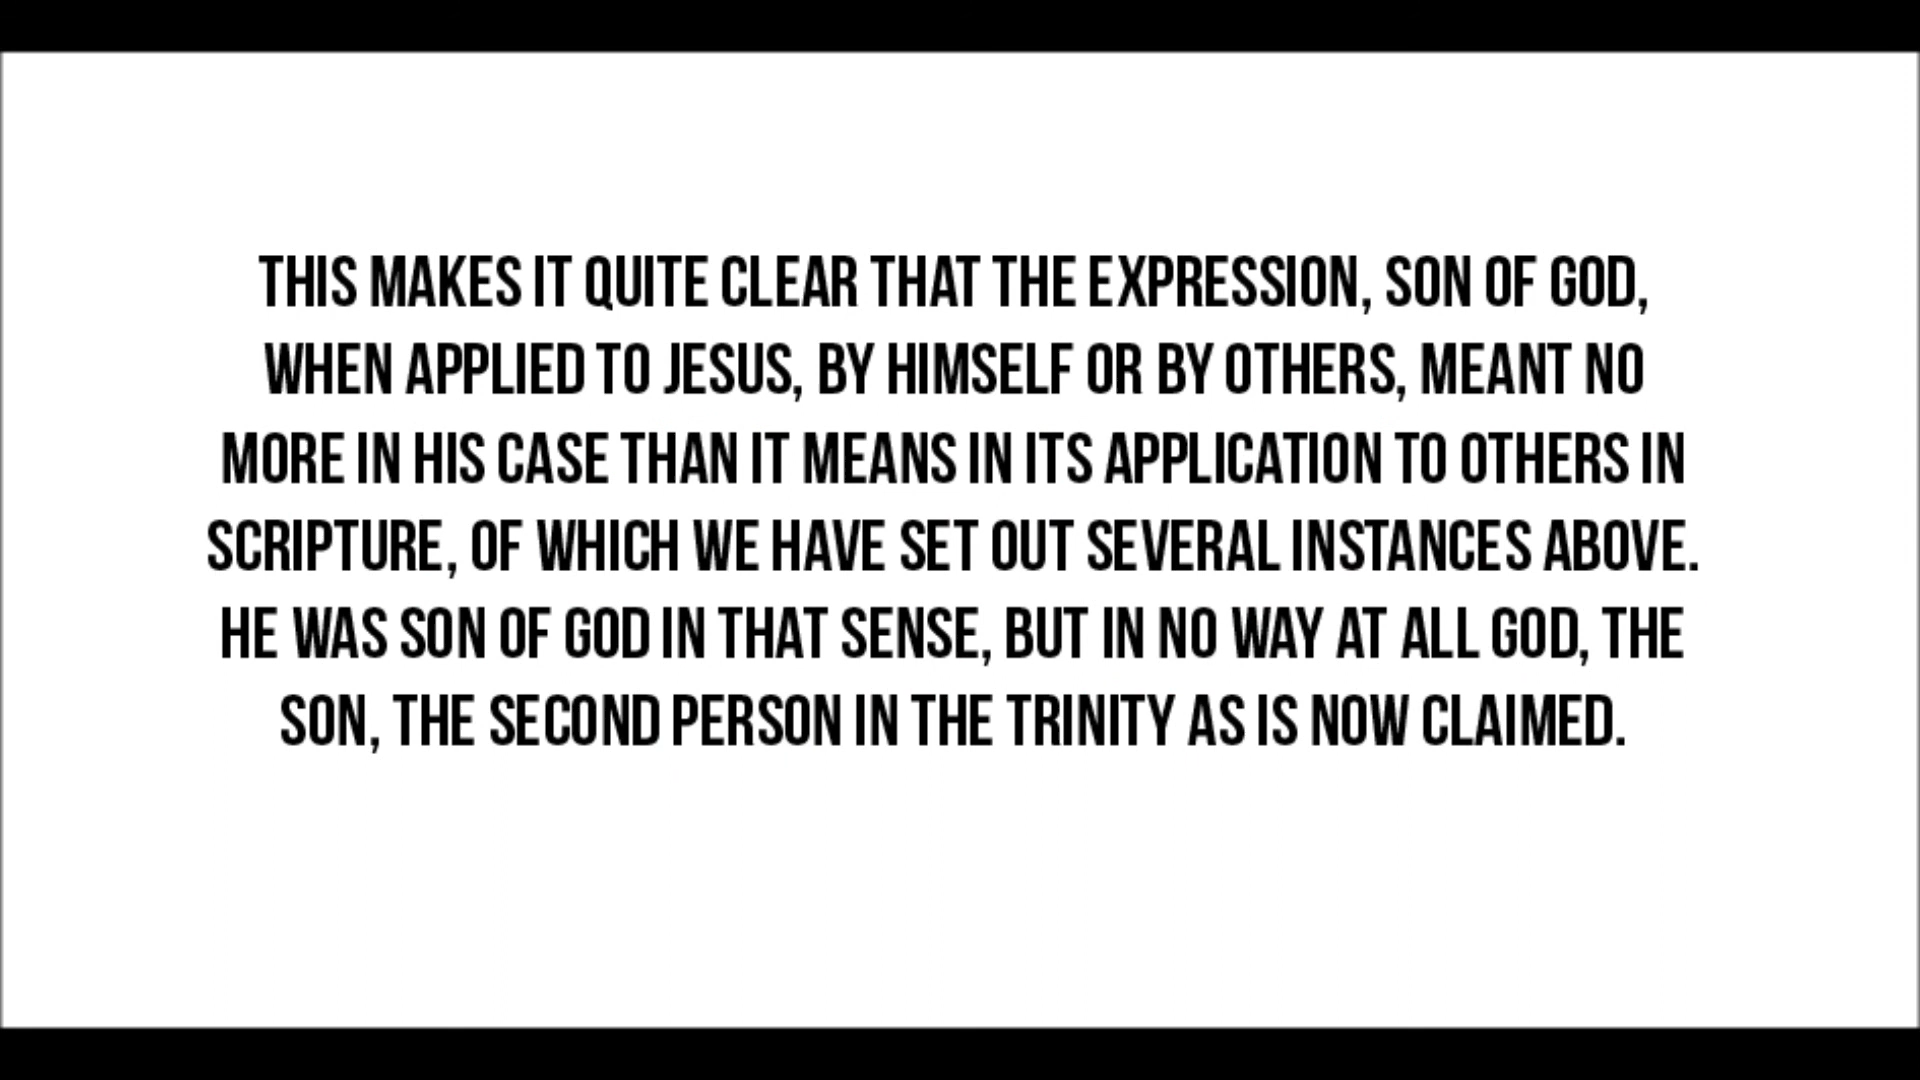 THIS MAKES IT QUITE CLEAR THAT THE EXPRESSION, SON OF GOD,
WHEN APPLIED TO JESUS, BY HIMSELF OR BY OTHERS, MEANT NO
MORE IN HIS CASE THAN IT MEANS IN ITS APPLICATION TO OTHERS IN
SCRIPTURE, OF WHICH WE HAVE SET OUT SEVERAL INSTANCES ABOVE.
HE WAS SON OF GOD IN THAT SENSE, BUT IN NO WAY AT ALL GOD, THE
SON, THE SECOND PERSON IN THE TRINITY AS IS NOW CLAIMED.